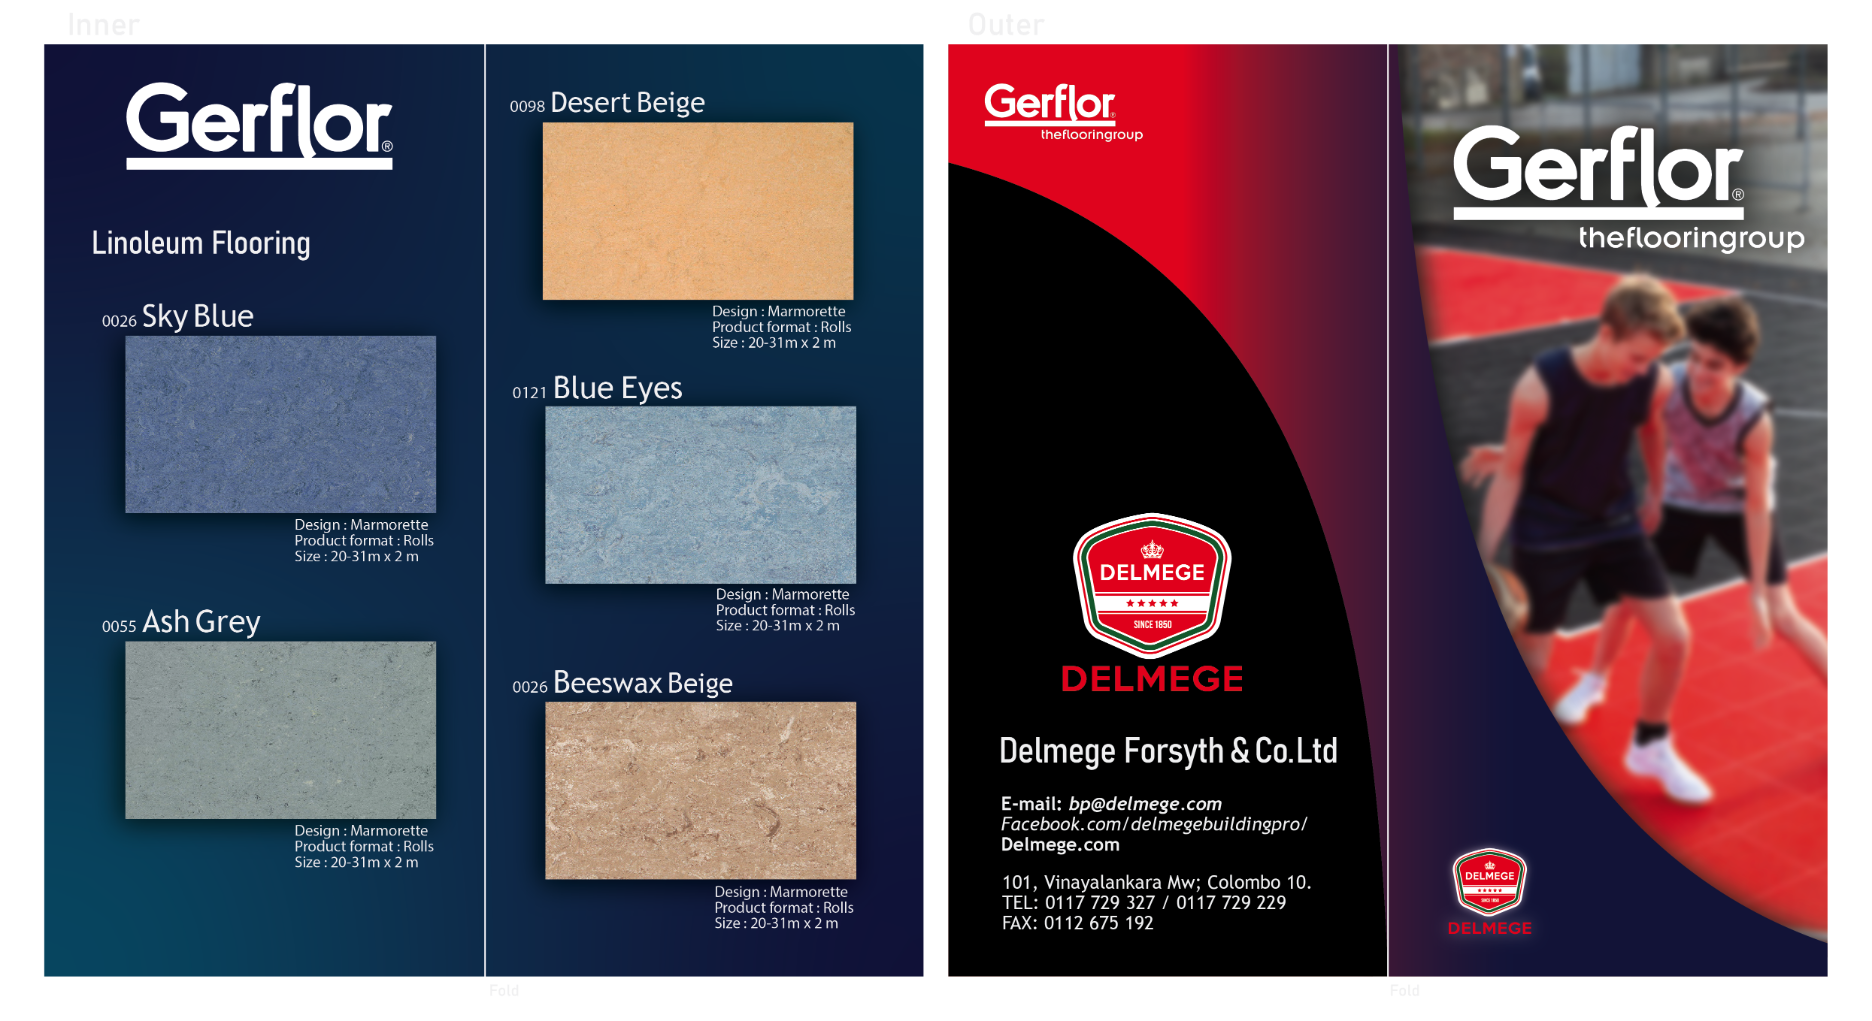 Inner
Gerflor®
Linoleum Flooring
0026 Sky Blue
Design : Marmorette
Product format : Rolls
Size : 20-31m x 2 m
0055 Ash Grey
Design : Marmorette
Product format : Rolls
Size : 20-31m x 2 m
0098 Desert Beige
Design : Marmorette
Product format : Rolls
Size : 20-31m x 2 m
0121 Blue Eyes
Design : Marmorette
Product format : Rolls
Size : 20-31m x 2 m
0026 Beeswax Beige
Design : Marmorette
Product format : Rolls
Size : 20-31m x 2 m
Fold
Outer
Gerflor®
theflooringroup
DELMEGE
SINCE 1850
DELMEGE
Delmege Forsyth & Co.Ltd
E-mail: bp@delmege.com
Facebook.com/delmegebuildingpro/
Delmege.com
101, Vinayalankara Mw; Colombo 10.
TEL: 0117 729 327 / 0117 729 229
FAX: 0112 675 192
Gerflor®
theflooringroup
DELMEGE
SINCE 1850
DELMEGE
Fold